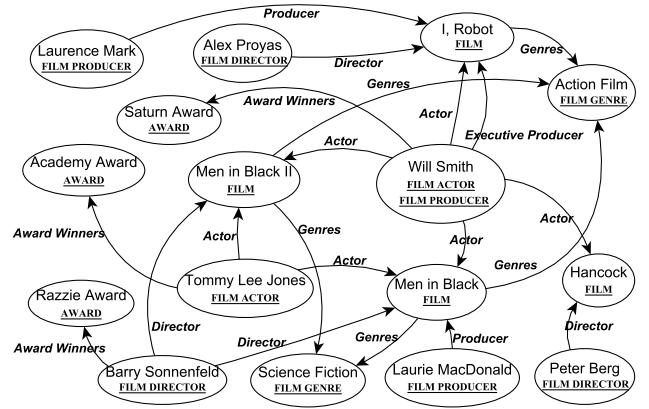 Producer
I, Robot
FILM
Laurence Mark
FILM PRODUCER
Alex Proyas
FILM DIRECTOR
Director
Genres
Genres
Action Film
FILM GENRE
Saturn Award
AWARD
Award Winners
Actor
Executive Producer
Academy Award
AWARD
Men in Black II
FILM
Actor
Will Smith
FILM ACTOR
FILM PRODUCER
Award Winners
Actor
Genres
Actor
Actor
Actor
Tommy Lee Jones
FILM ACTOR
Men in Black
FILM
Genres
Hancock
FILM
Razzie Award
AWARD
Director
Director
Genres
Producer
Director
Award Winners
Barry Sonnenfeld
FILM DIRECTOR
Science Fiction
FILM GENRE
Laurie MacDonald
FILM PRODUCER
Peter Berg
FILM DIRECTOR